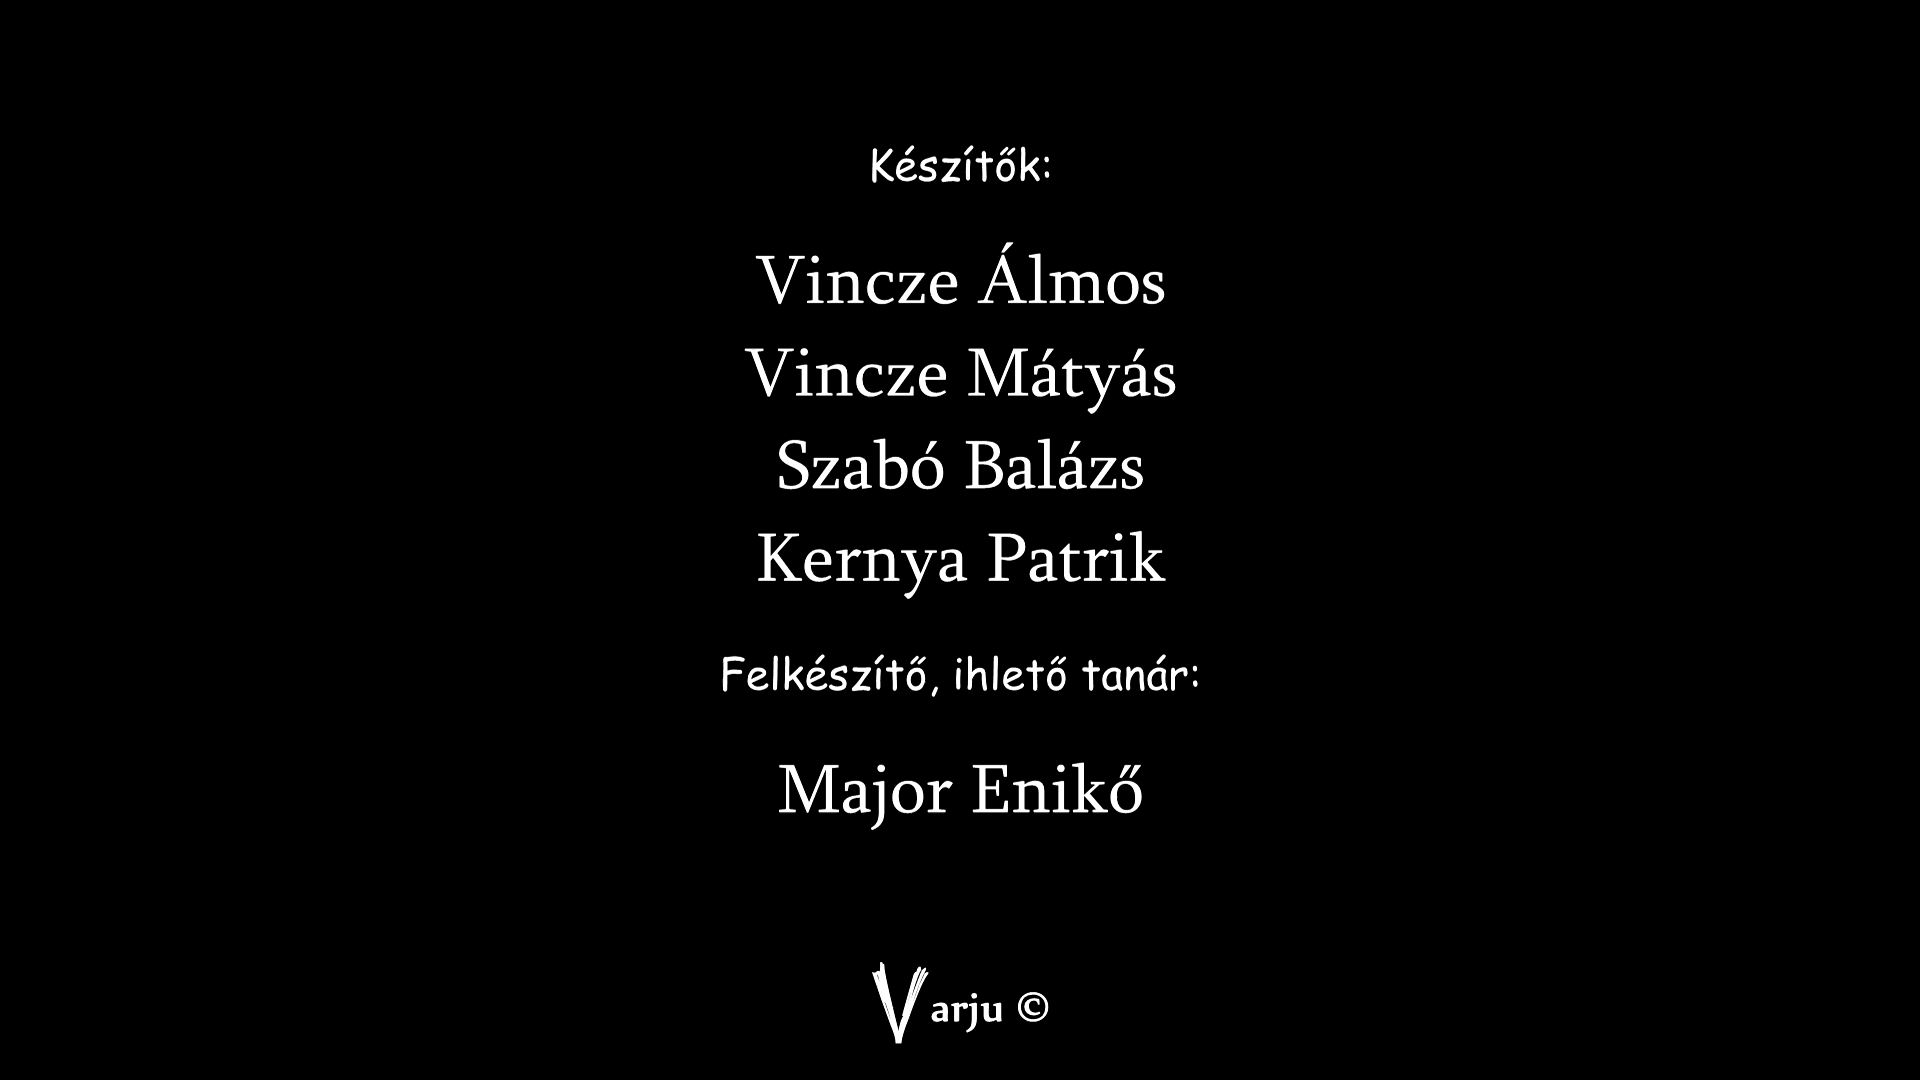 Készítők:
Vincze Álmos
Vincze Mátyás
Szabó Balázs
Kernya Patrik
Felkészítő, ihlető tanár:
Major Enikő
Varju ©